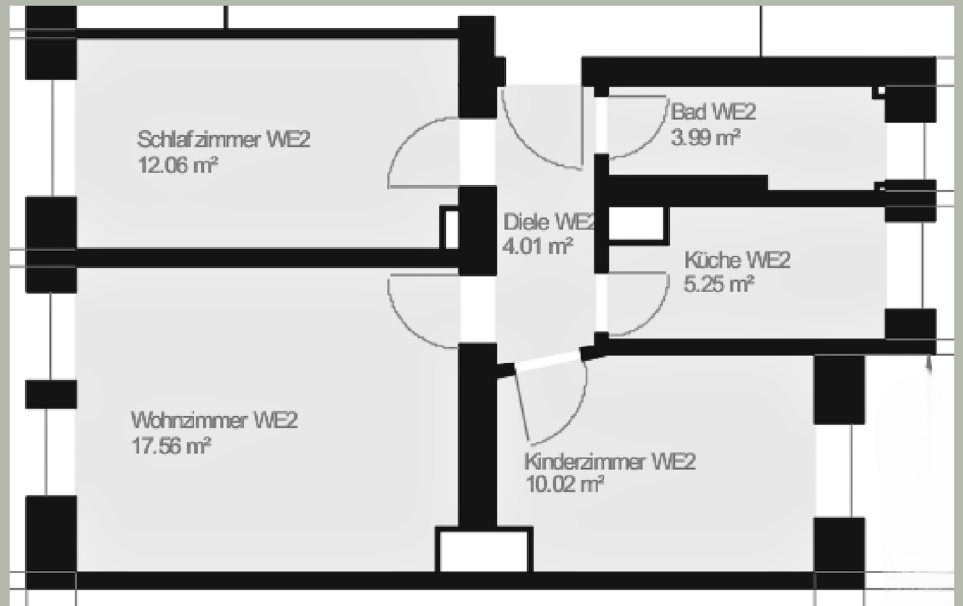 Schlafzimmer WE2
12.06 m²
Bad WE2
3.99 m²
Diele WE2
4.01 m²
Küche WE2
5.25 m²
Wohnzimmer WE2
17.56 m²
Kinderzimmer WE2
10.02 m²